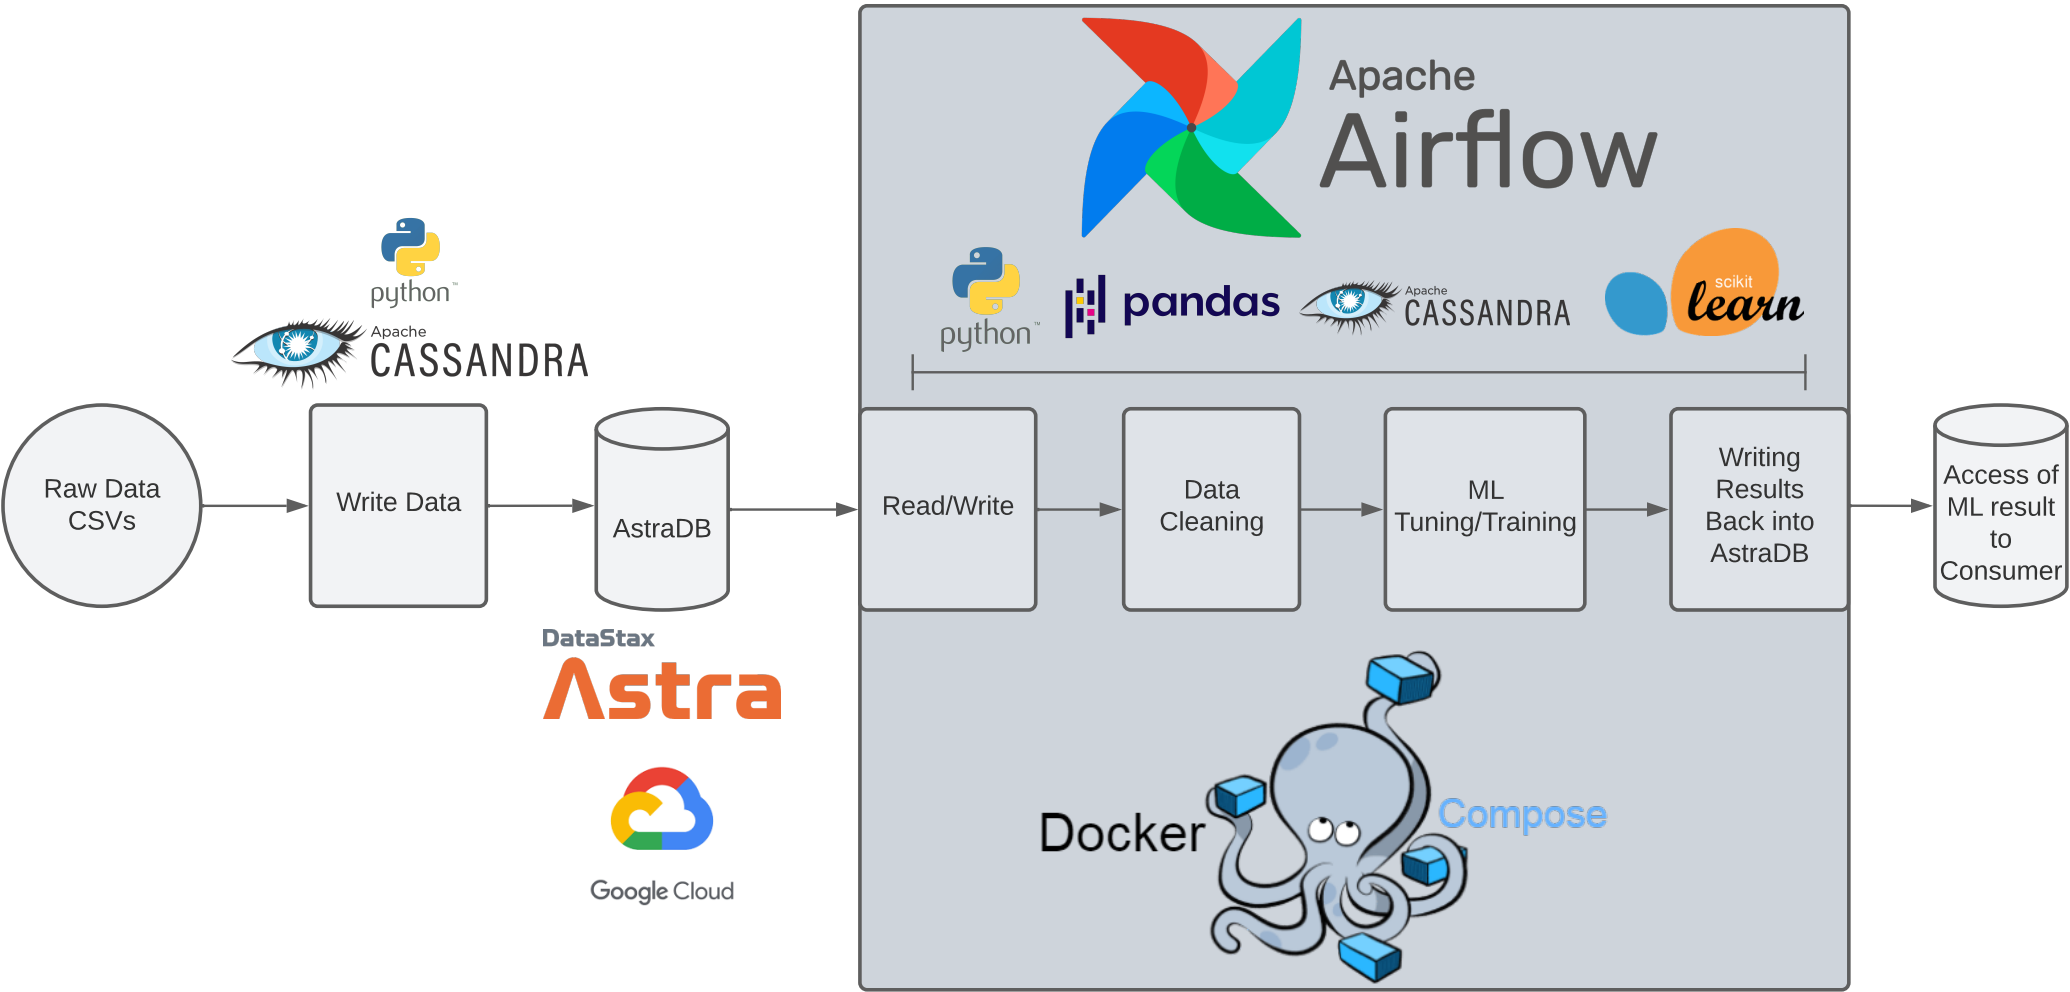 Apache
Airflow
python™
Apache
CASSANDRA
python™
pandas
Apache
CASSANDRA
scikit
learn
Raw Data
CSVs
Write Data
AstraDB
Read/Write
Data
Cleaning
ML
Tuning/Training
Writing
Results
Back into
AstraDB
Access of
ML result
to
Consumer
DataStax
Astra
Google Cloud
Docker
Compose